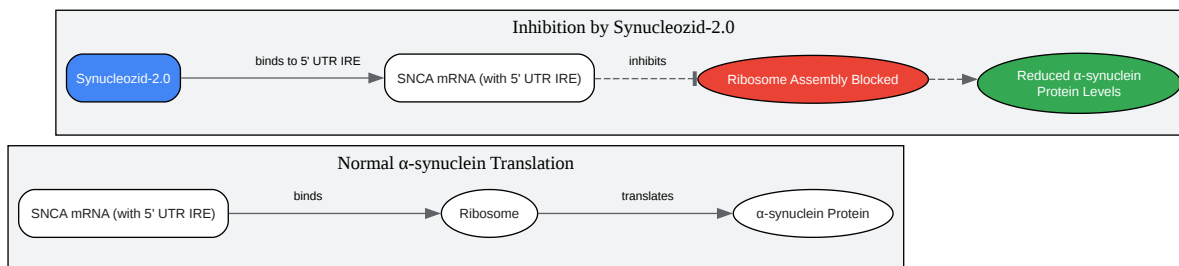 Inhibition by Synucleozid-2.0
Synucleozid-2.0
binds to 5' UTR IRE
SNCA mRNA (with 5' UTR IRE)
inhibits
Ribosome Assembly Blocked
Reduced α-synuclein
Protein Levels
Normal α-synuclein Translation
SNCA mRNA (with 5' UTR IRE)
binds
Ribosome
translates
α-synuclein Protein